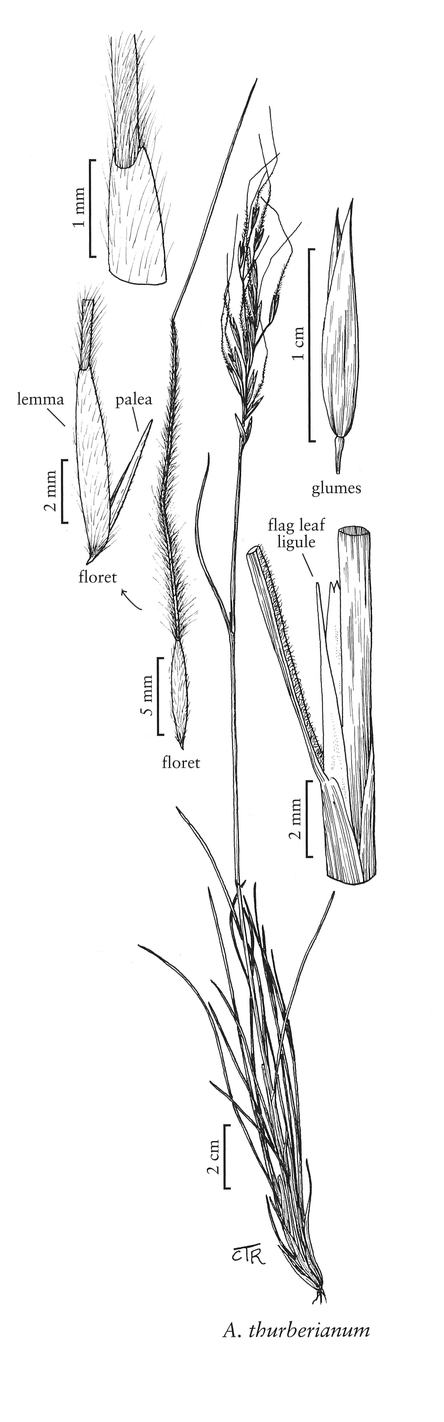 1 mm
lemma
palea
2 mm
floret
5 mm
floret
1 cm
glumes
flag leaf
ligule
2 mm
2 cm
CTR
A. thurberianum